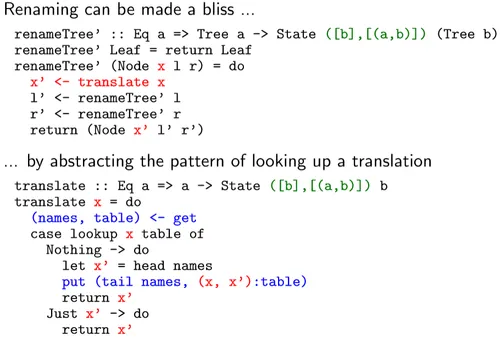 Renaming can be made a bliss ...
renameTree’ :: Eq a => Tree a -> State ([b],[(a,b)]) (Tree b)
renameTree’ Leaf = return Leaf
renameTree’ (Node x l r) = do
  x’ <- translate x
  l’ <- renameTree’ l
  r’ <- renameTree’ r
  return (Node x’ l’ r’)
... by abstracting the pattern of looking up a translation
translate :: Eq a => a -> State ([b],[(a,b)]) b
translate x = do
  (names, table) <- get
  case lookup x table of
    Nothing -> do
      let x’ = head names
      put (tail names, (x, x’):table)
      return x’
    Just x’ -> do
      return x’